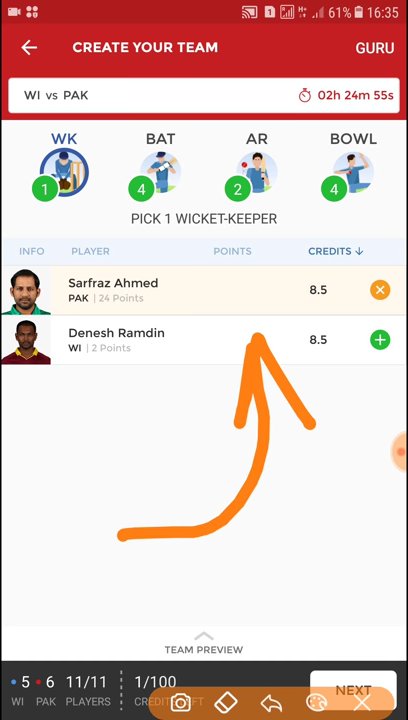 61% 16:35
CREATE YOUR TEAM GURU
WI vs PAK 02h 24m 55s
WK BAT AR BOWL
1 4 2 4
PICK 1 WICKET-KEEPER
INFO PLAYER POINTS CREDITS ↓
Sarfraz Ahmed
PAK | 24 Points 8.5
Denesh Ramdin
WI | 2 Points 8.5
TEAM PREVIEW
5 6 11/11 1/100
WI PAK PLAYERS
NEXT